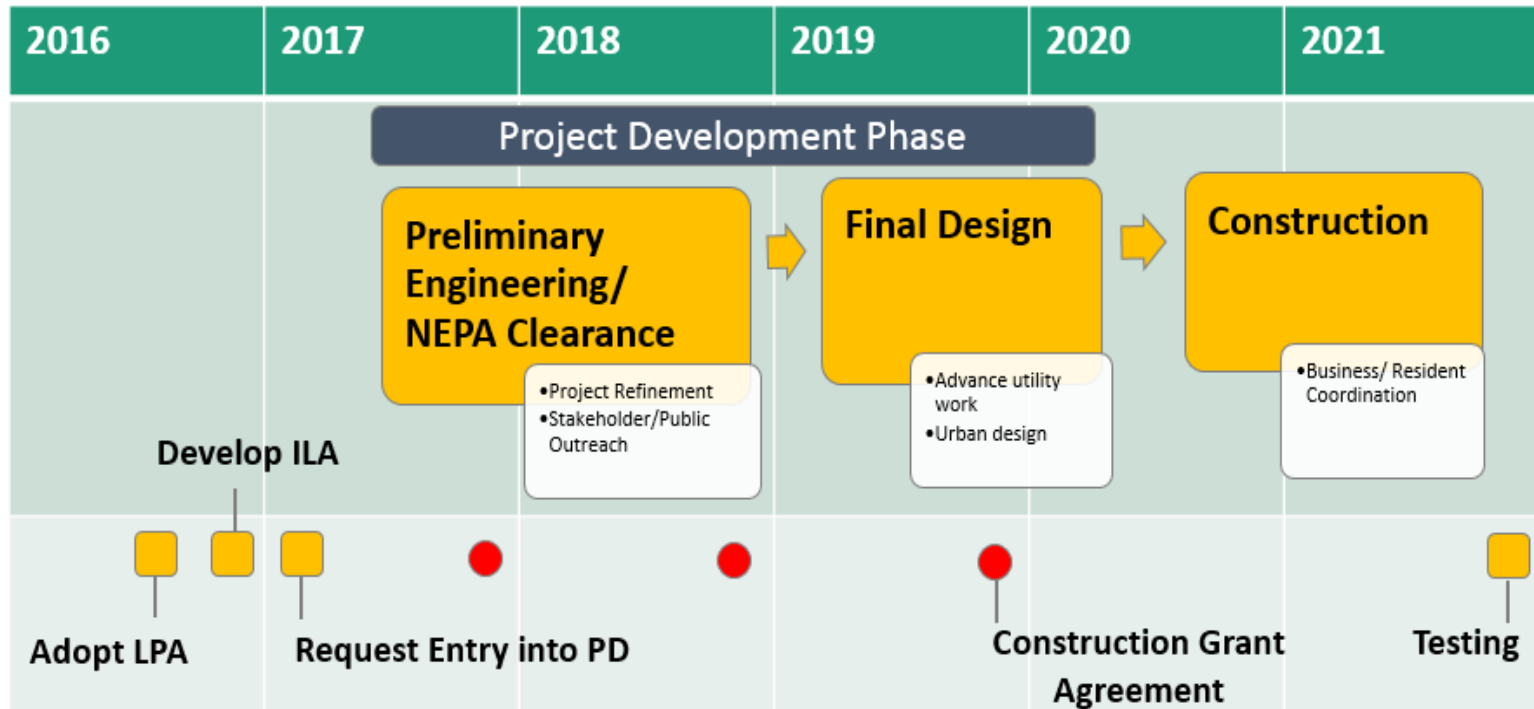 2016 2017 2018 2019 2020 2021
Project Development Phase
Preliminary
Engineering/
NEPA Clearance
•Project Refinement
•Stakeholder/Public
Outreach
Final Design
•Advance utility
work
•Urban design
Construction
•Business/ Resident
Coordination
Develop ILA
Adopt LPA
Request Entry into PD
Construction Grant
Agreement
Testing